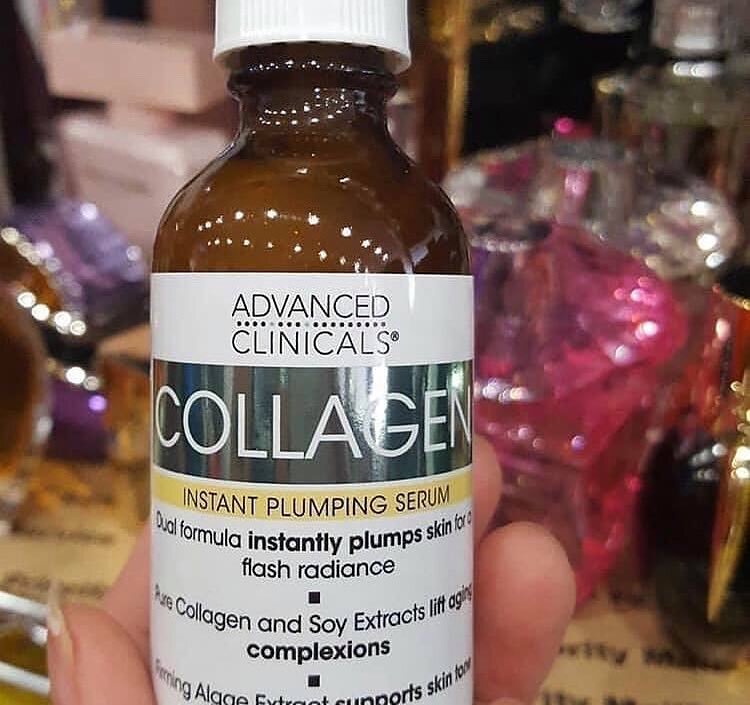 ADVANCED
CLINICALS®
COLLAGEN
INSTANT PLUMPING SERUM
Dual formula instantly plumps skin for a
flash radiance
■
Pure Collagen and Soy Extracts lift aging
complexions
■
Firming Algae Extract supports skin tone